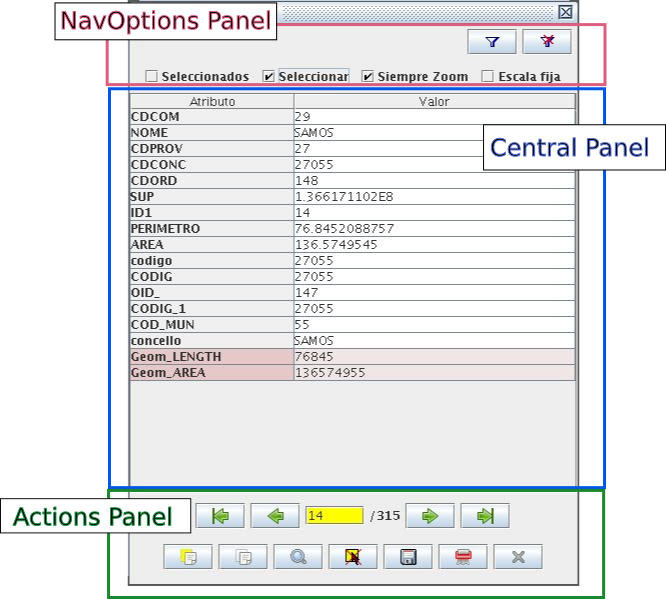 NavOptions Panel
Seleccionados Seleccionar Siempre Zoom Escala fija
Atributo Valor
CDCOM 29
NOME SAMOS
CDPROV 27
Central Panel
CDCONC 27055
CDORD 148
SUP 1.366171102E8
ID1 14
PERIMETRO 76.8452088757
AREA 136.5749545
codigo 27055
CODIG 27055
OID_ 147
CODIG_1 27055
COD_MUN 55
concello SAMOS
Geom_LENGTH 76845
Geom_AREA 136574955
Actions Panel
14 /315